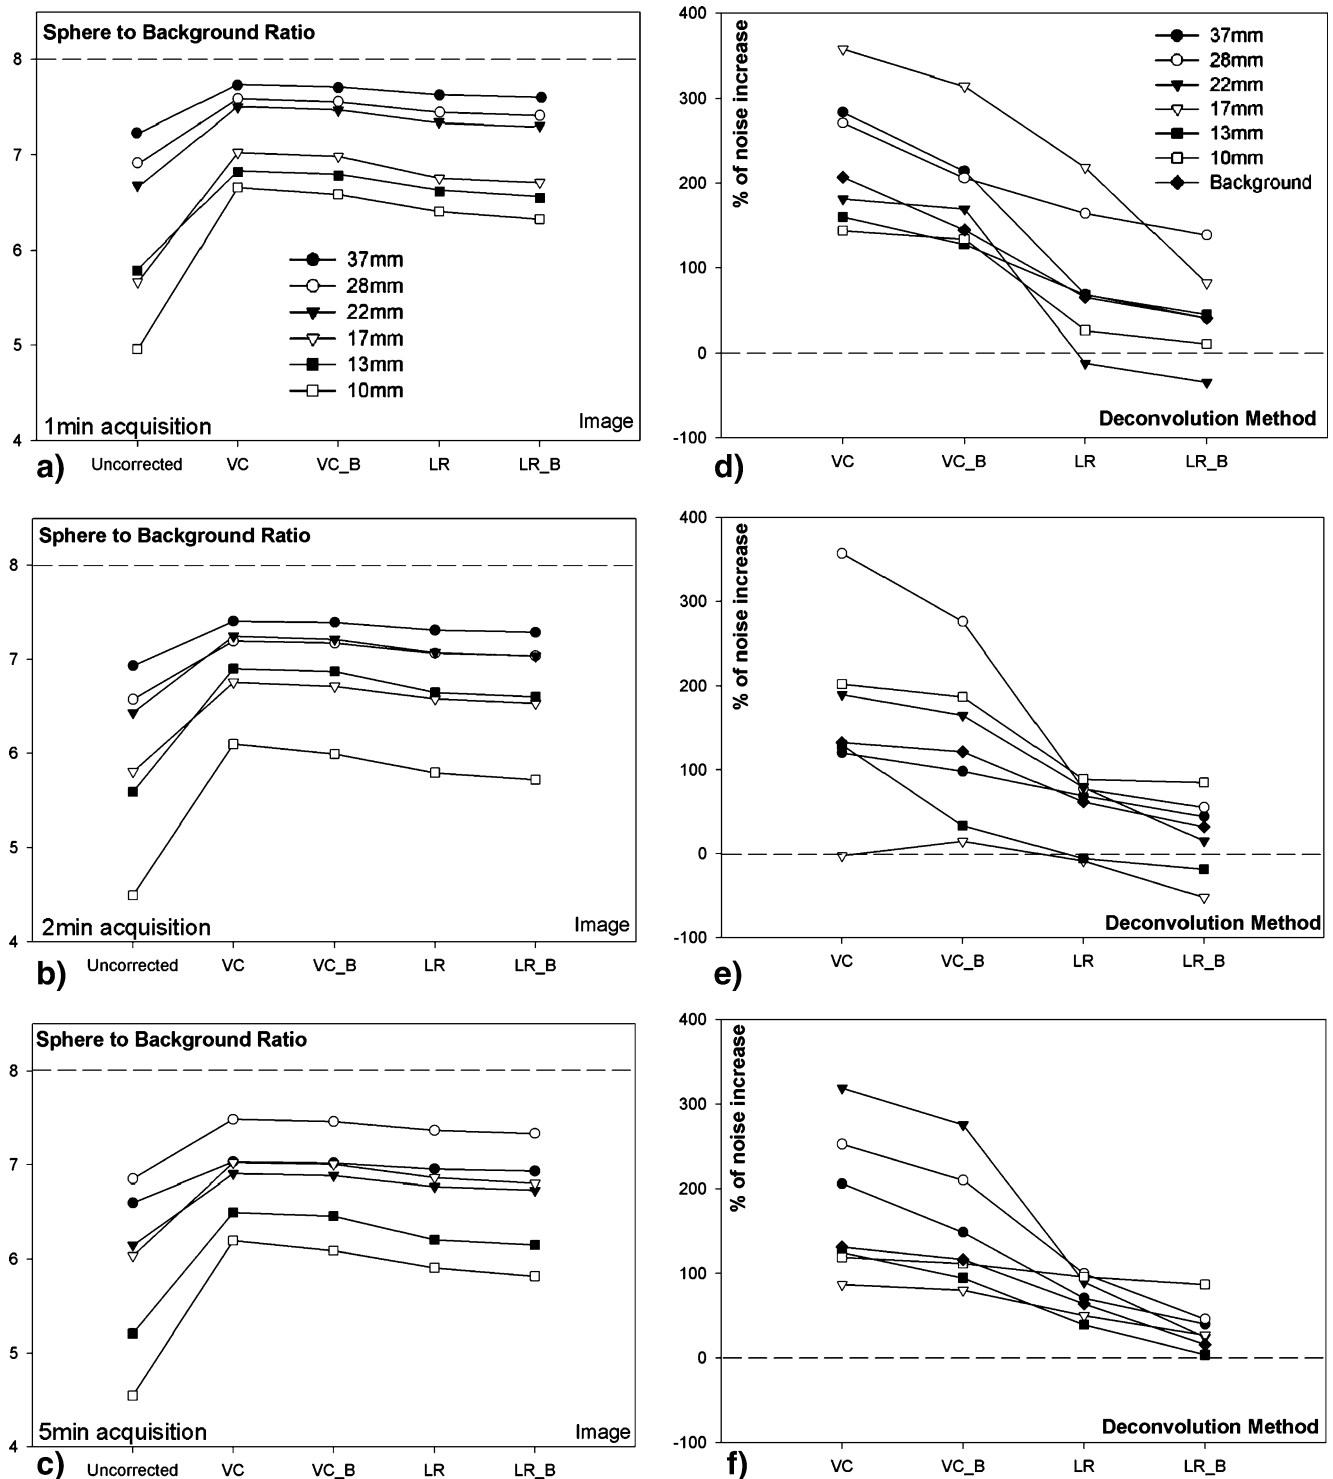 Sphere to Background Ratio
8
7
6
5
4
37mm
28mm
22mm
17mm
13mm
10mm
1min acquisition
Image
a)
Uncorrected VC VC_B LR LR_B
% of noise increase
400
300
200
100
0
-100
37mm
28mm
22mm
17mm
13mm
10mm
Background
Deconvolution Method
d)
VC VC_B LR LR_B
Sphere to Background Ratio
8
7
6
5
4
2min acquisition
Image
b)
Uncorrected VC VC_B LR LR_B
% of noise increase
400
300
200
100
0
-100
Deconvolution Method
e)
VC VC_B LR LR_B
Sphere to Background Ratio
8
7
6
5
4
5min acquisition
Image
c)
Uncorrected VC VC_B LR LR_B
% of noise increase
400
300
200
100
0
-100
Deconvolution Method
f)
VC VC_B LR LR_B